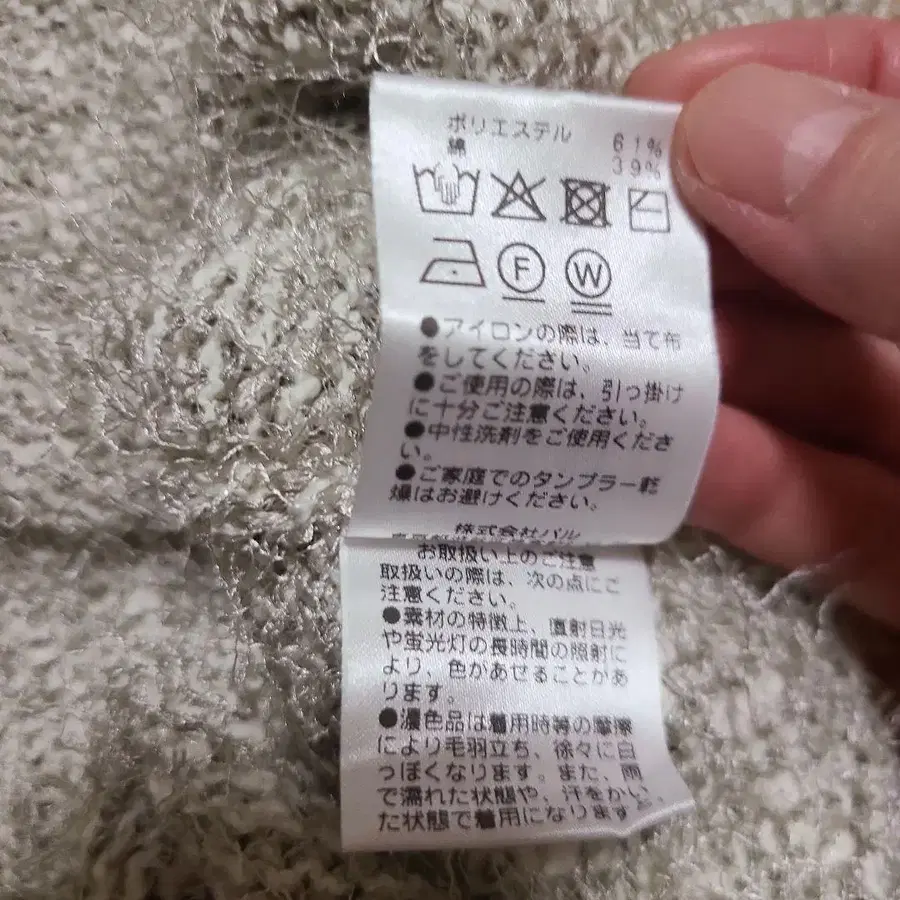 ポリエステル 61%
綿 39%
F W
●アイロンの際は、当て布
をしてください。
●ご使用の際は、引っ掛け
に十分ご注意ください。
●中性洗剤をご使用くださ
い。
●ご家庭でのタンブラー乾
燥はお避けください。
株式会社パル
お取扱い上のご注意
取扱いの際は、次の点にご
注意ください。
●素材の特徴上、直射日光
や蛍光灯の長時間の照射に
より、色があせることがあ
ります。
●濃色品は着用時等の摩擦
により毛羽立ち、徐々に白
っぽくなります。また、雨
で濡れた状態や、汗をかい
た状態で着用になります